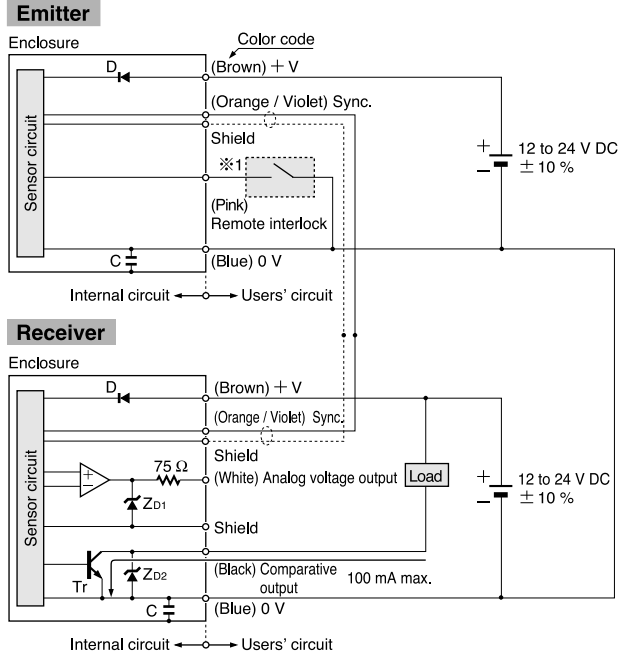 Emitter
Enclosure
Color code
D
(Brown) + V
(Orange / Violet) Sync.
Shield
※1
(Pink)
Remote interlock
Sensor circuit
+
−
12 to 24 V DC
± 10 %
C
(Blue) 0 V
Internal circuit
Users' circuit
Receiver
Enclosure
D
(Brown) + V
(Orange / Violet) Sync.
Shield
75 Ω
(White) Analog voltage output
Load
+
−
ZD1
Sensor circuit
+
−
12 to 24 V DC
± 10 %
Shield
Tr
ZD2
(Black) Comparative
output
100 mA max.
C
(Blue) 0 V
Internal circuit
Users' circuit